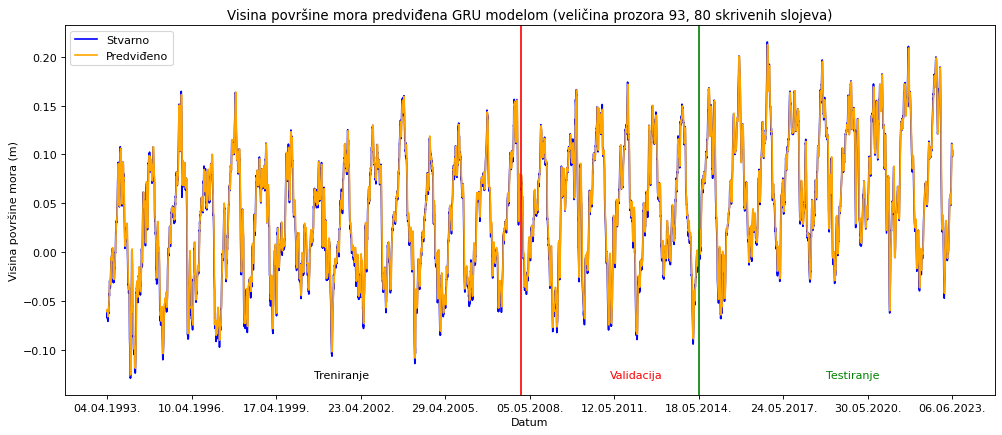 Visina površine mora predviđena GRU modelom (veličina prozora 93, 80 skrivenih slojeva)
Stvarno
Predviđeno
Visina površine mora (m)
0.20
0.15
0.10
0.05
0.00
−0.05
−0.10
Treniranje
Validacija
Testiranje
04.04.1993.
10.04.1996.
17.04.1999.
23.04.2002.
29.04.2005.
05.05.2008.
12.05.2011.
18.05.2014.
24.05.2017.
30.05.2020.
06.06.2023.
Datum